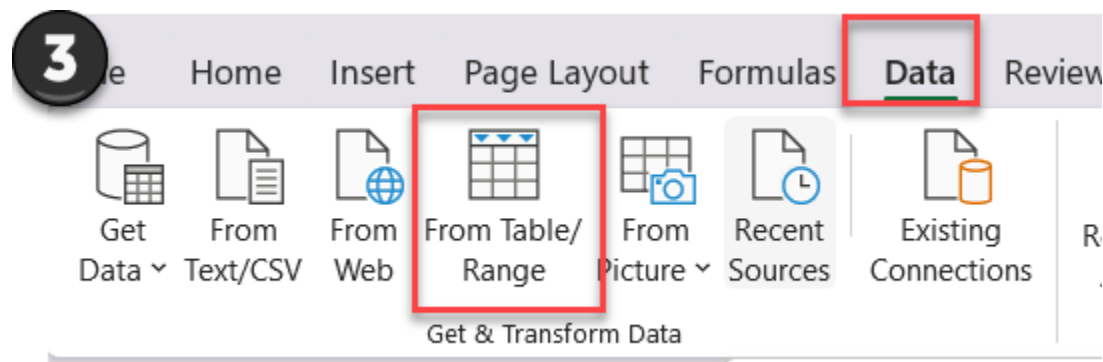 3
Home Insert Page Layout Formulas Data Review
Get Data From Text/CSV From Web From Table/ Range From Picture Recent Sources Existing Connections
Get & Transform Data